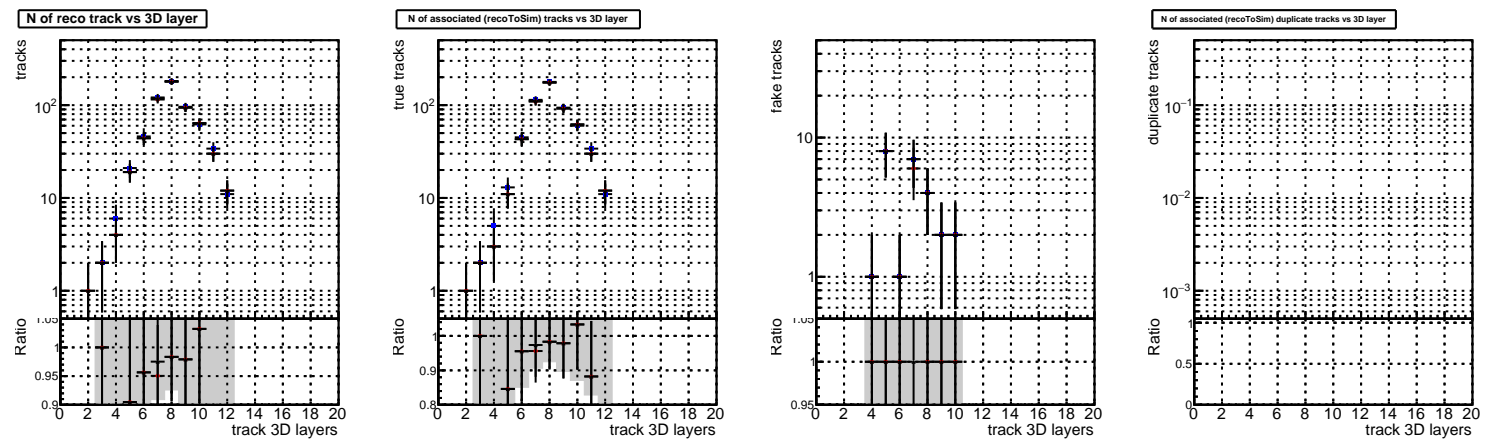 N of reco track vs 3D layer
tracks
10²
10
1
Ratio
1.05
1
0.95
0.9
0 2 4 6 8 10 12 14 16 18 20
track 3D layers
N of associated (recoToSim) tracks vs 3D layer
true tracks
10²
10
1
Ratio
1
0.9
0.8
0 2 4 6 8 10 12 14 16 18 20
track 3D layers
fake tracks
10
1
Ratio
1.05
1
0.95
0 2 4 6 8 10 12 14 16 18 20
track 3D layers
N of associated (recoToSim) duplicate tracks vs 3D layer
duplicate tracks
10⁻¹
10⁻²
10⁻³
Ratio
1
0.5
0
0 2 4 6 8 10 12 14 16 18 20
track 3D layers